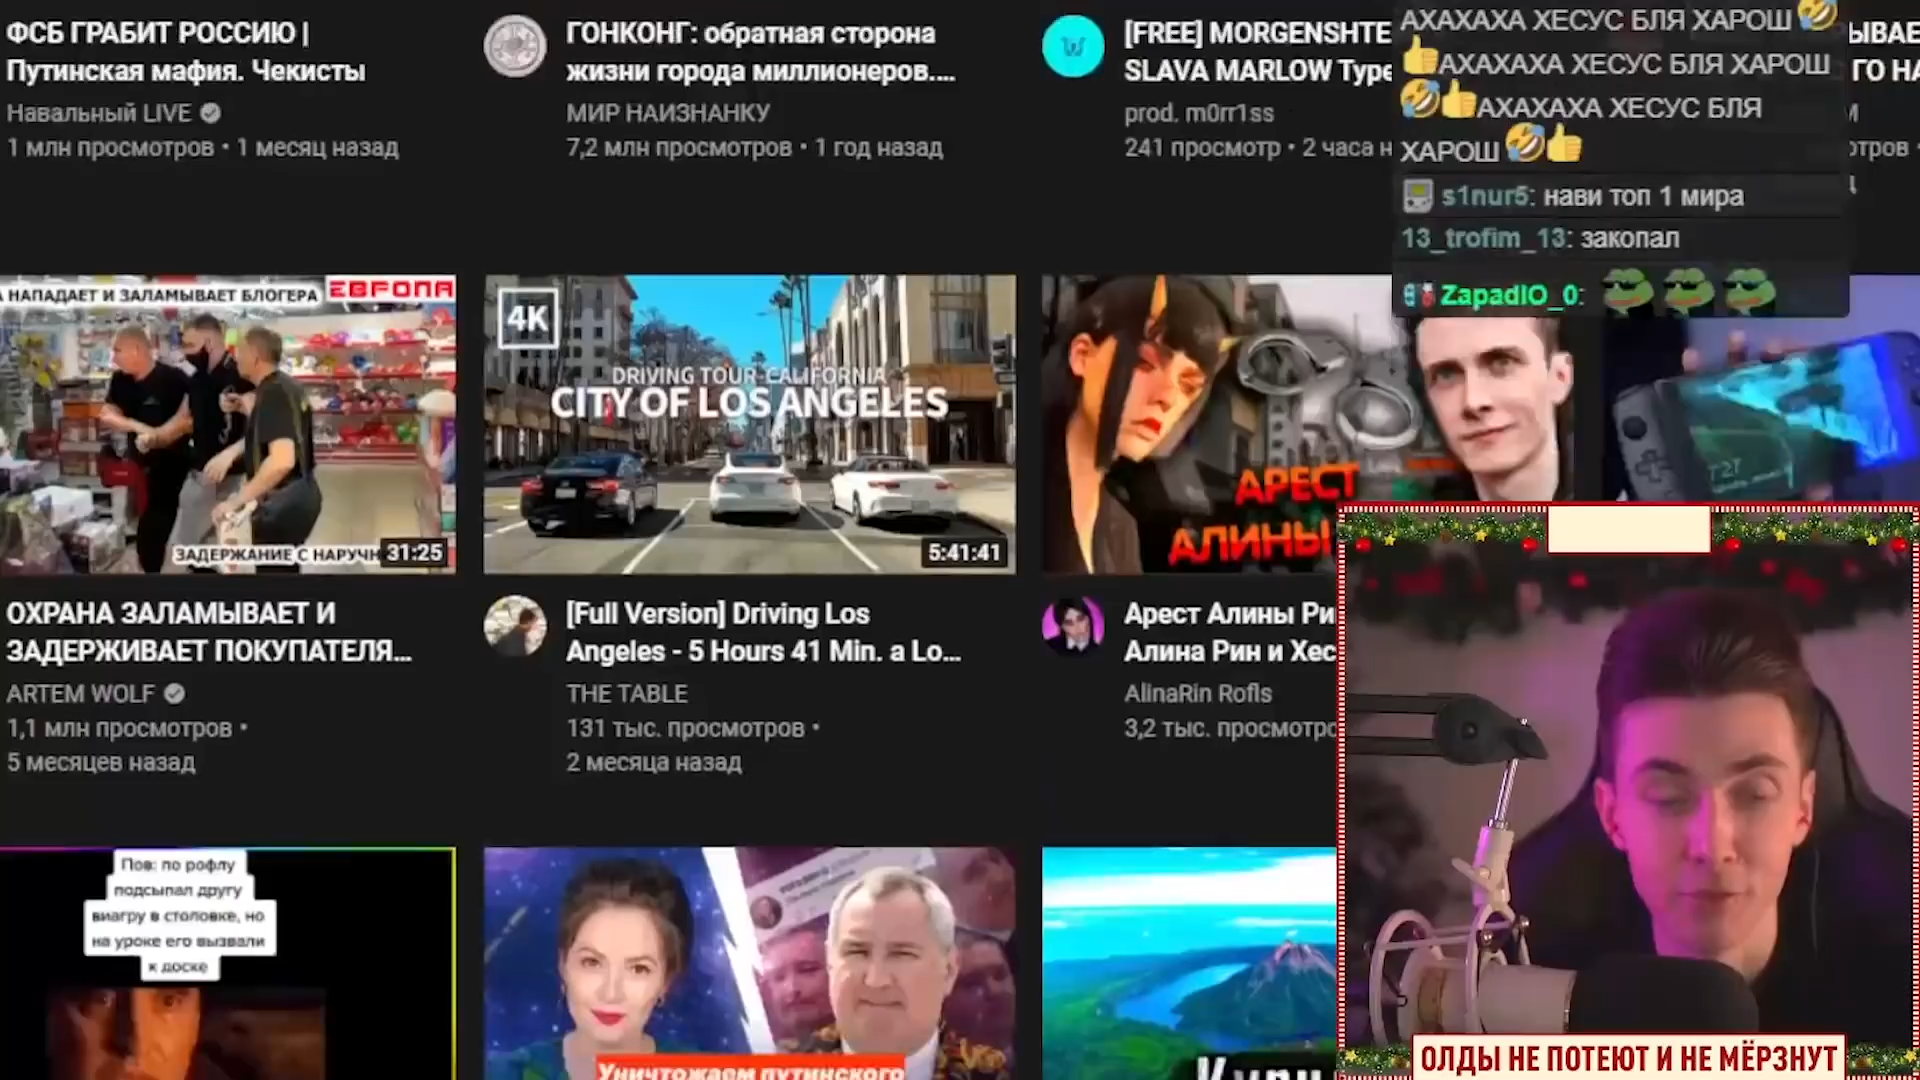 ФСБ ГРАБИТ РОССИЮ |
Путинская мафия. Чекисты
Навальный LIVE
1 млн просмотров • 1 месяц назад
ГОНКОНГ: обратная сторона
жизни города миллионеров....
МИР НАИЗНАНКУ
7,2 млн просмотров • 1 год назад
[FREE] MORGENSHTE
SLAVA MARLOW Type
prod. m0rr1ss
241 просмотр • 2 часа н
АХАХАХА ХЕСУС БЛЯ ХАРОШ
АХАХАХА ХЕСУС БЛЯ ХАРОШ
АХАХАХА ХЕСУС БЛЯ
ХАРОШ
s1nur5: нави топ 1 мира
13_trofim_13: закопал
ZapadlO_0:
НАПАДАЕТ И ЗАЛАМЫВАЕТ БЛОГЕРА
ЕВРОПА
ЗАДЕРЖАНИЕ С НАРУЧН
31:25
4K
DRIVING TOUR CALIFORNIA
CITY OF LOS ANGELES
5:41:41
АРЕСТ
АЛИНЫ
ОХРАНА ЗАЛАМЫВАЕТ И
ЗАДЕРЖИВАЕТ ПОКУПАТЕЛЯ...
ARTEM WOLF
1,1 млн просмотров •
5 месяцев назад
[Full Version] Driving Los
Angeles - 5 Hours 41 Min. a Lo...
THE TABLE
131 тыс. просмотров •
2 месяца назад
Арест Алины Ри
Алина Рин и Хес
AlinaRin Rofls
3,2 тыс. просмотро
Пов: по рофлу
подсыпал другу
виагру в столовке, но
на уроке его вызвали
к доске
Уничтожаем путинского
ОЛДЫ НЕ ПОТЕЮТ И НЕ МЁРЗНУТ